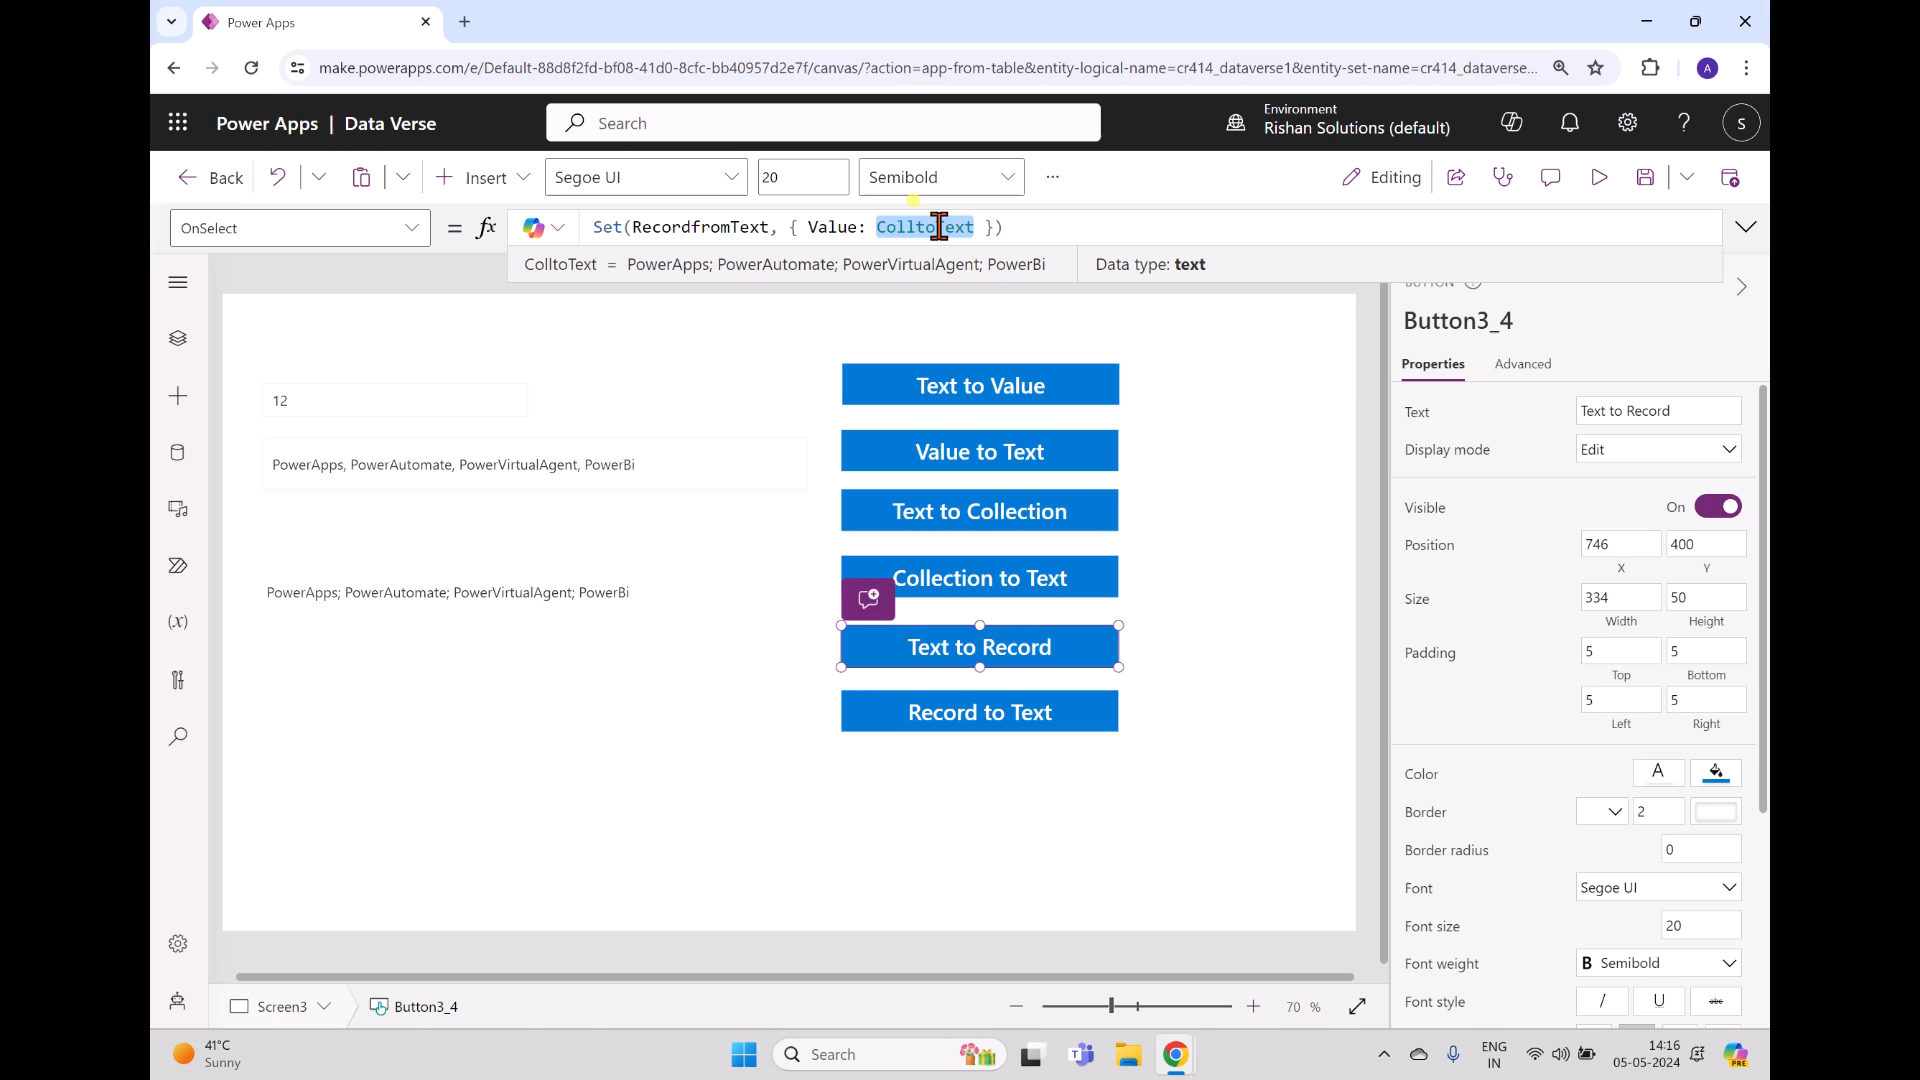 Power Apps
make.powerapps.com/e/Default-88d8f2fd-bf08-41d0-8cfc-bb40957d2e7f/canvas/?action=app-from-table&entity-logical-name=cr414_dataverse1&entity-set-name=cr414_dataverse...
A
Power Apps | Data Verse
Search
Environment
Rishan Solutions (default)
?
S
Back
Insert
Segoe UI
20
Semibold
...
Editing
OnSelect
= fx
Set(RecordfromText, { Value: ColltoText })
ColltoText = PowerApps; PowerAutomate; PowerVirtualAgent; PowerBi
Data type: text
BUTTON
Button3_4
Properties
Advanced
Text
Text to Record
Display mode
Edit
Visible
On
Position
746
400
X
Y
Size
334
50
Width
Height
Padding
5
5
Top
Bottom
5
5
Left
Right
Color
A
Border
2
Border radius
0
Font
Segoe UI
Font size
20
Font weight
B Semibold
Font style
/
U
abc
(x)
12
PowerApps, PowerAutomate, PowerVirtualAgent, PowerBi
PowerApps; PowerAutomate; PowerVirtualAgent; PowerBi
Text to Value
Value to Text
Text to Collection
Collection to Text
Text to Record
Record to Text
Screen3
Button3_4
70 %
41°C
Sunny
Search
ENG
IN
14:16
05-05-2024
PRE